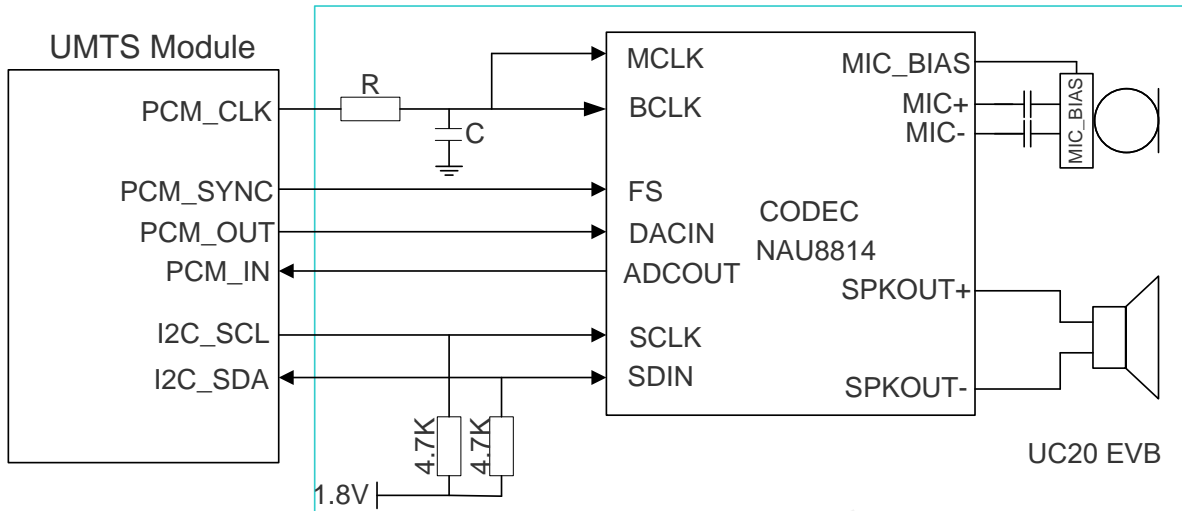 UMTS Module
PCM_CLK
PCM_SYNC
PCM_OUT
PCM_IN
I2C_SCL
I2C_SDA
R
C
4.7K
4.7K
1.8V
MCLK
BCLK
FS
DACIN
ADCOUT
SCLK
SDIN
CODEC
NAU8814
MIC_BIAS
MIC+
MIC-
SPKOUT+
SPKOUT-
MIC_BIAS
UC20 EVB